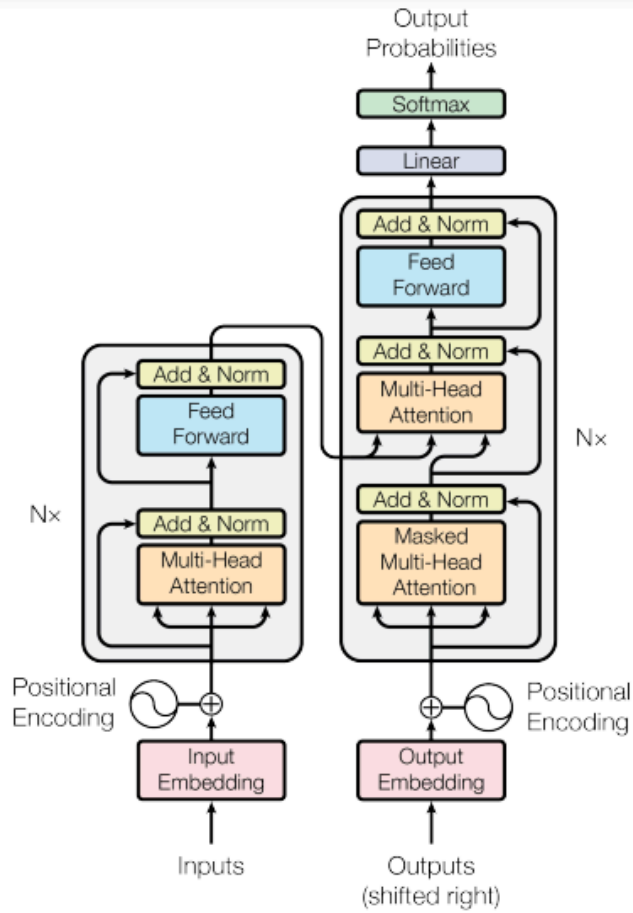 Output
Probabilities
Softmax
Linear
Add & Norm
Feed
Forward
Add & Norm
Multi-Head
Attention
Nx
Add & Norm
Masked
Multi-Head
Attention
Add & Norm
Feed
Forward
Nx
Add & Norm
Multi-Head
Attention
Positional
Encoding
Positional
Encoding
Input
Embedding
Output
Embedding
Inputs
Outputs
(shifted right)